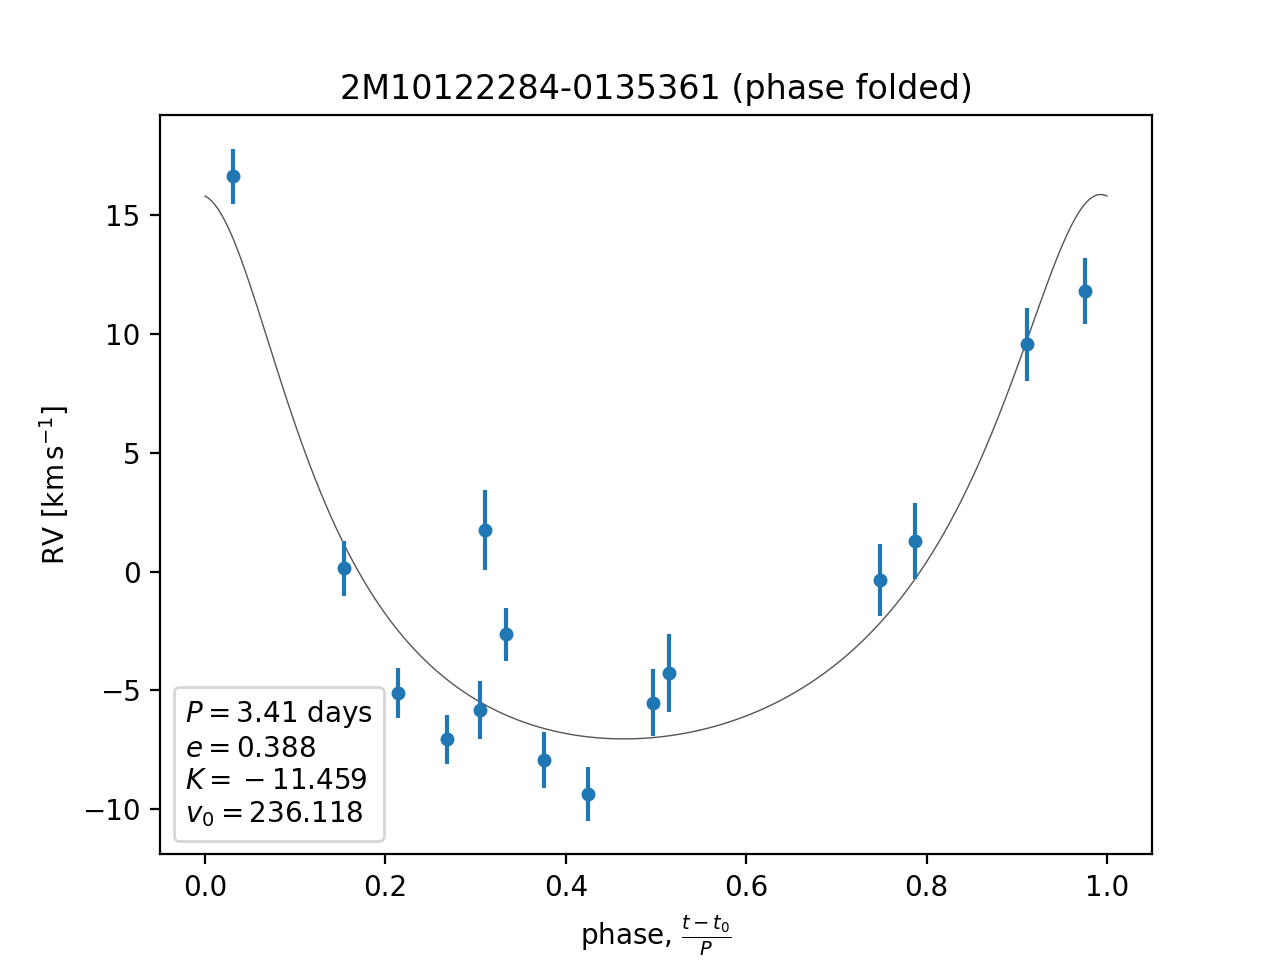 2M10122284-0135361 (phase folded)
RV [km s⁻¹]
15
10
5
0
−5
−10
P = 3.41 days
e = 0.388
K = −11.459
v₀ = 236.118
0.0 0.2 0.4 0.6 0.8 1.0
phase, (t − t₀)/P